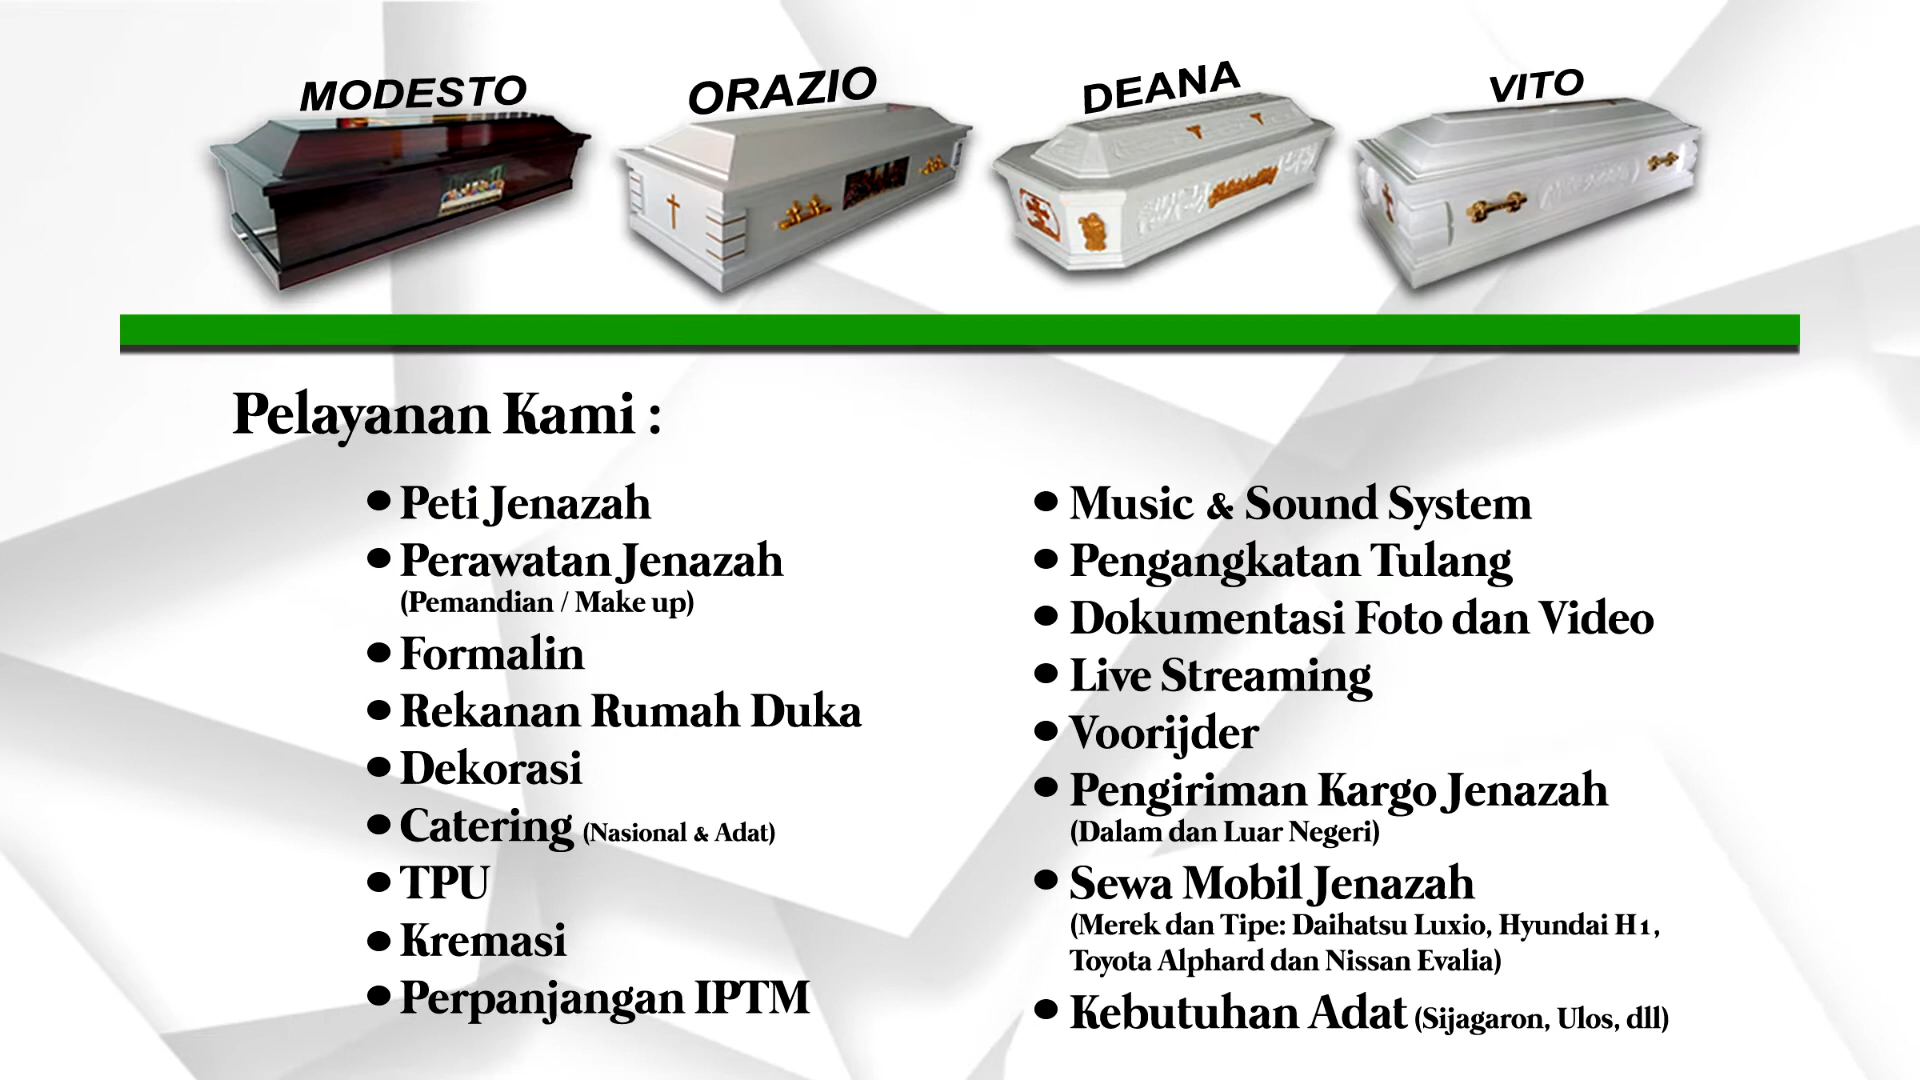 MODESTO
ORAZIO
DEANA
VITO
Pelayanan Kami :
• Peti Jenazah
• Perawatan Jenazah
(Pemandian / Make up)
• Formalin
• Rekanan Rumah Duka
• Dekorasi
• Catering (Nasional & Adat)
• TPU
• Kremasi
• Perpanjangan IPTM
• Music & Sound System
• Pengangkatan Tulang
• Dokumentasi Foto dan Video
• Live Streaming
• Voorijder
• Pengiriman Kargo Jenazah
(Dalam dan Luar Negeri)
• Sewa Mobil Jenazah
(Merek dan Tipe: Daihatsu Luxio, Hyundai H1,
Toyota Alphard dan Nissan Evalia)
• Kebutuhan Adat (Sijagaron, Ulos, dll)